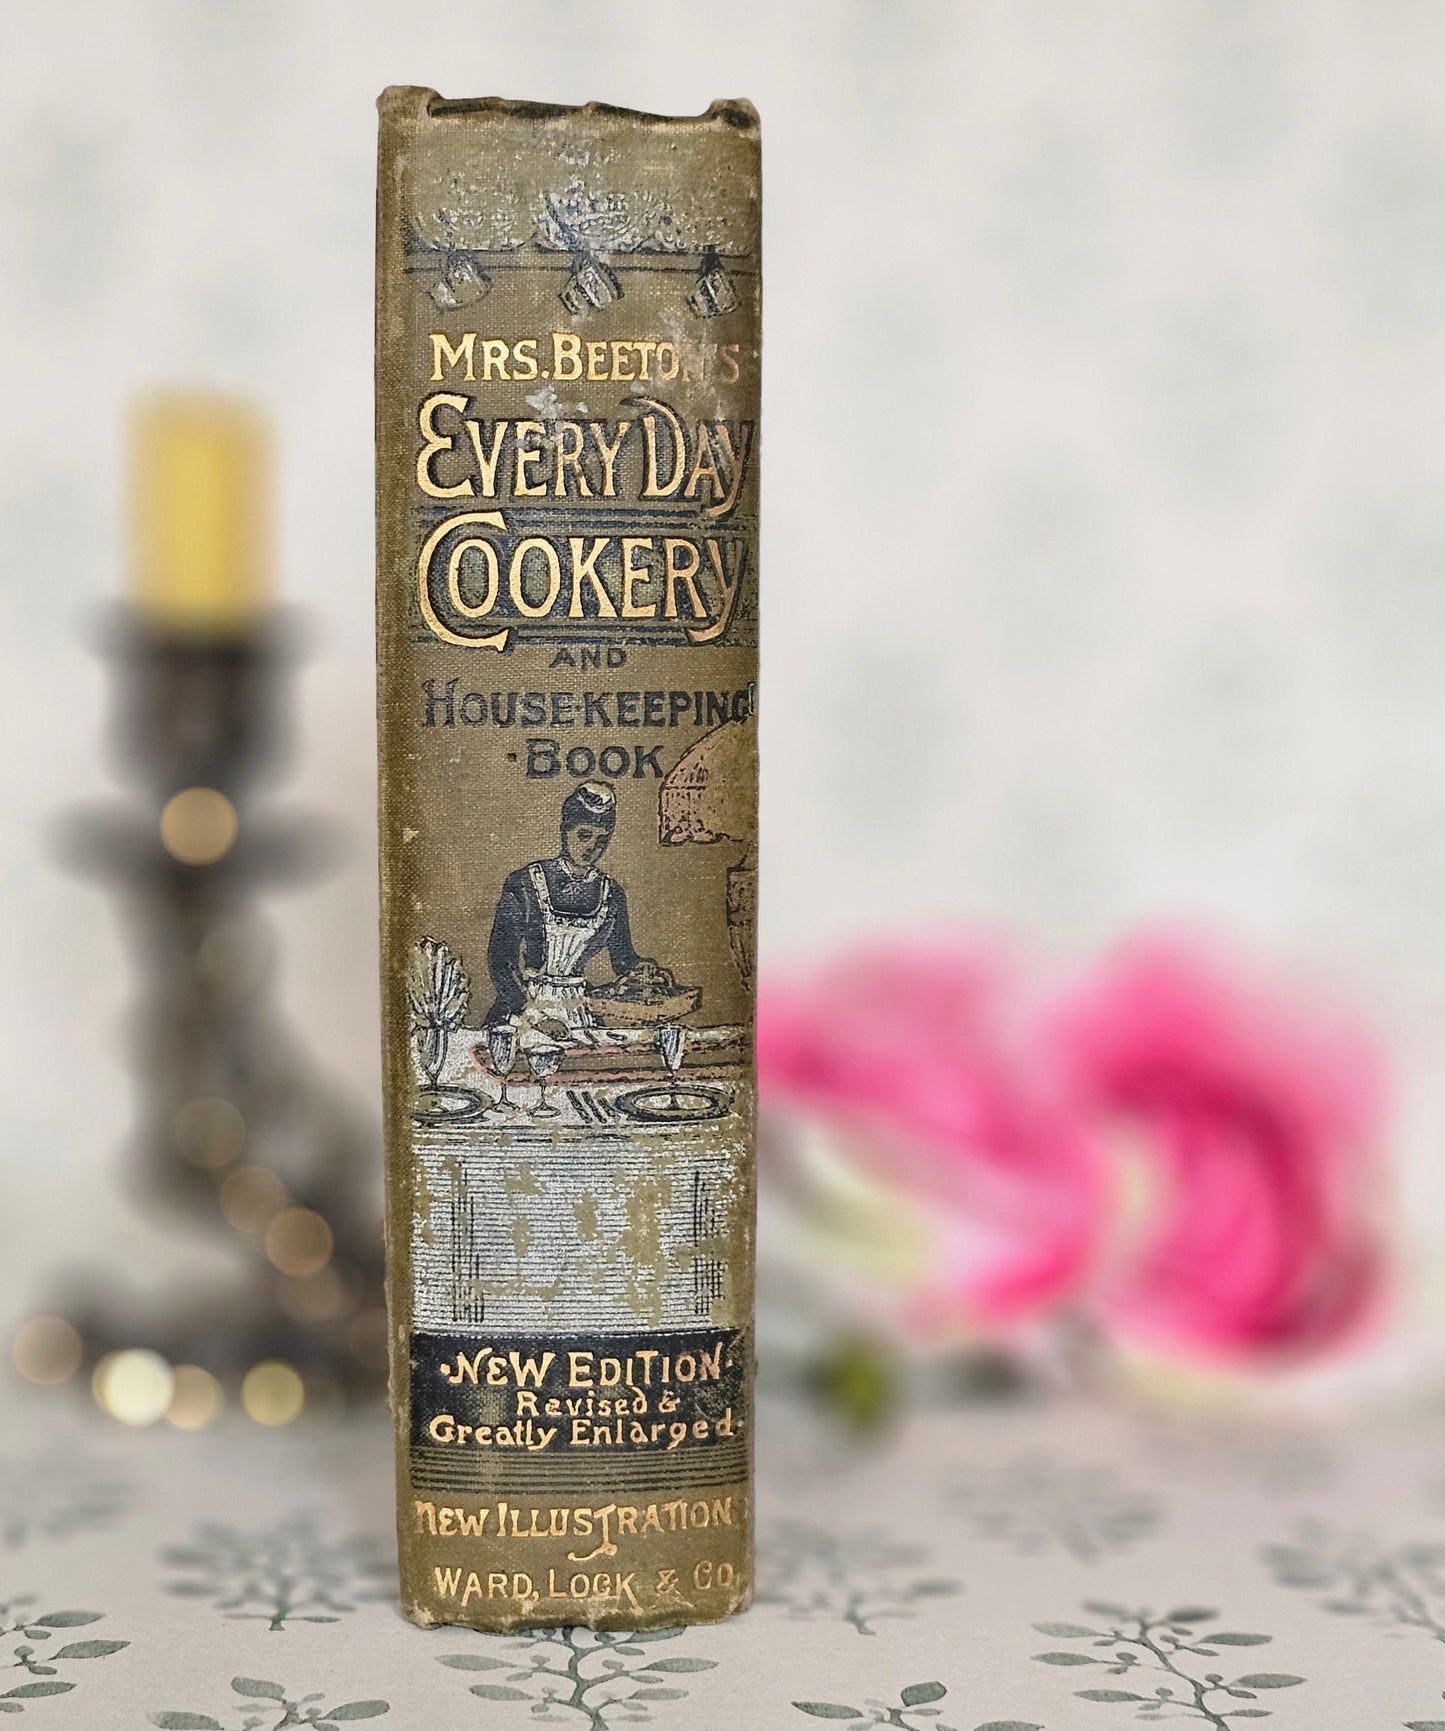 MRS. BEETON'S
EVERY DAY
COOKERY
AND
HOUSE-KEEPING
·BOOK
·NEW EDITION·
Revised &
Greatly Enlarged
NEW ILLUSTRATION
WARD, LOCK & CO